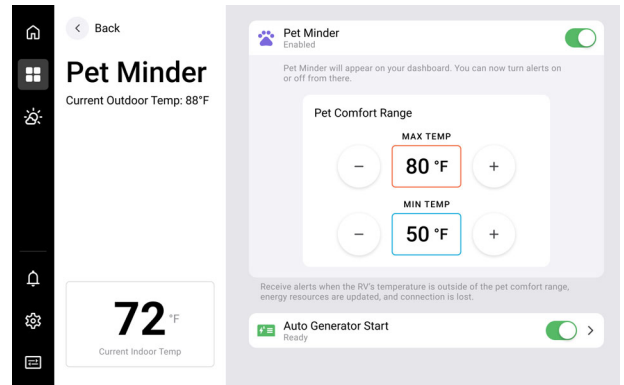 Back
Pet Minder
Current Outdoor Temp: 88°F
72 °F
Current Indoor Temp
Pet Minder
Enabled
Pet Minder will appear on your dashboard. You can now turn alerts on
or off from there.
Pet Comfort Range
MAX TEMP
− 80 °F +
MIN TEMP
− 50 °F +
Receive alerts when the RV's temperature is outside of the pet comfort range,
energy resources are updated, and connection is lost.
Auto Generator Start
Ready